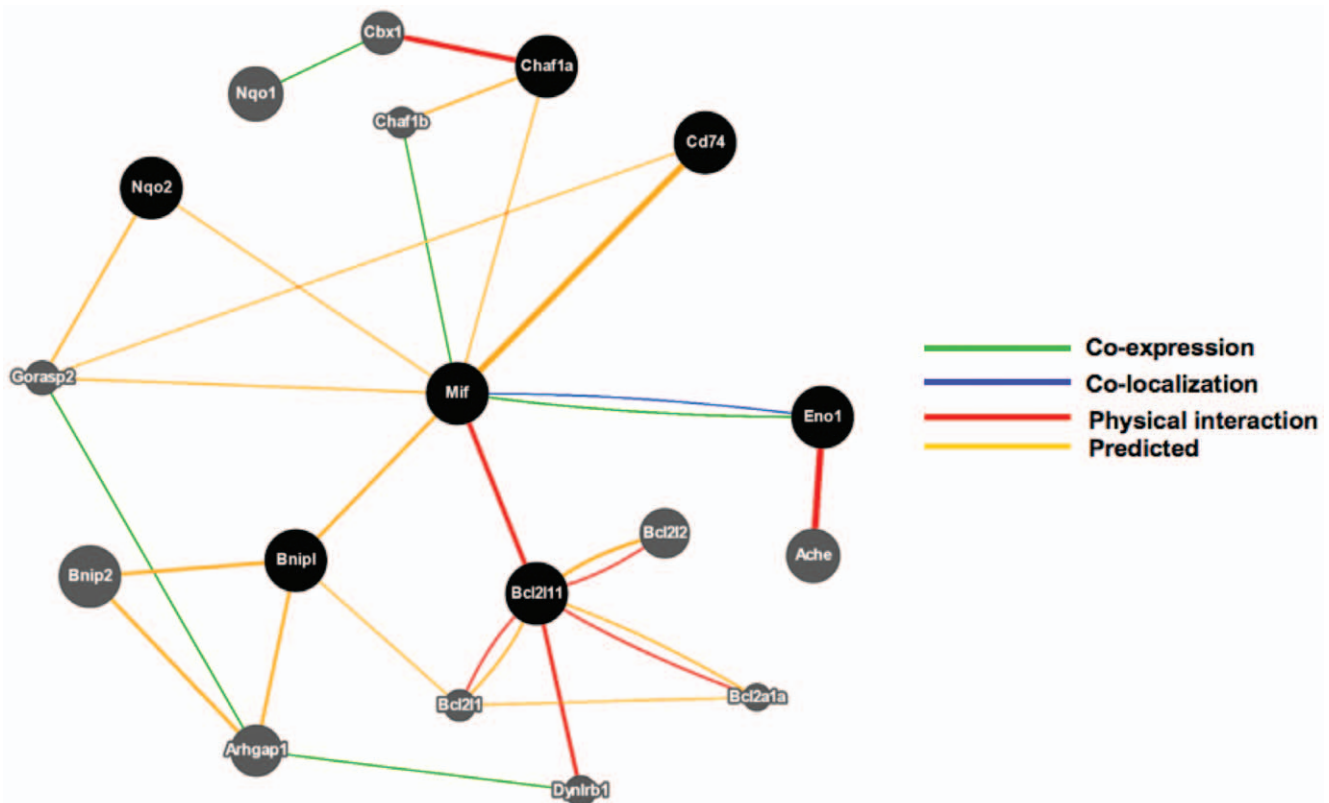 Cbx1
Chaf1a
Nqo1
Chaf1b
Cd74
Nqo2
Gorasp2
Mif
Eno1
Co-expression
Co-localization
Physical interaction
Predicted
Bcl2l2
Ache
Bnip2
Bnipl
Bcl2l11
Bcl2l1
Bcl2a1a
Arhgap1
Dynlrb1